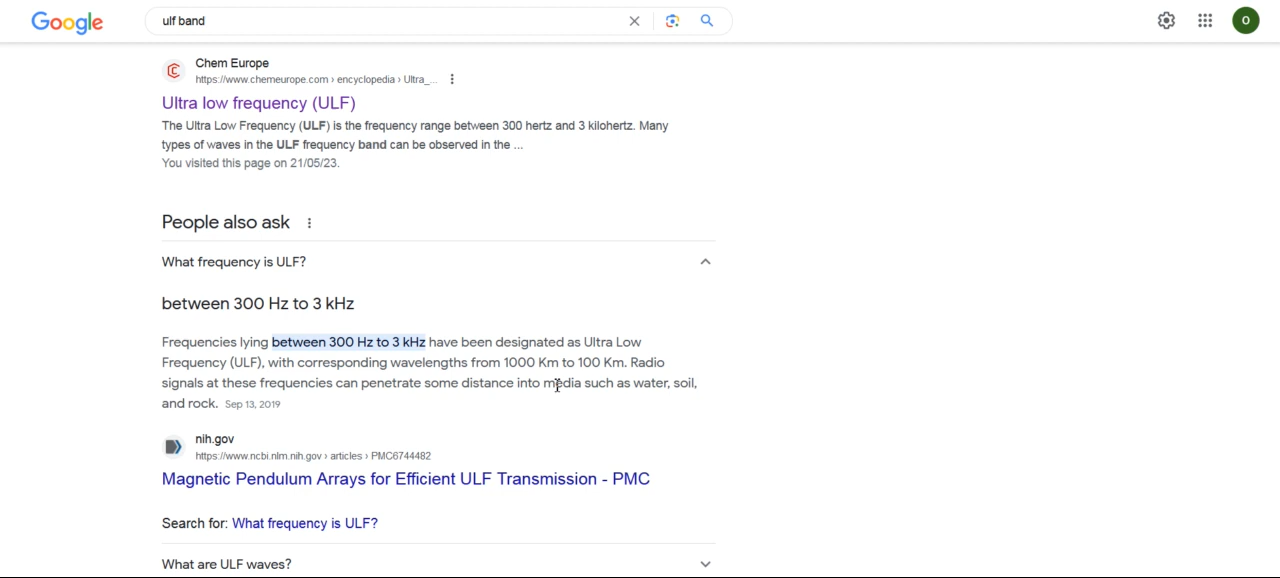 Google
ulf band
O
Chem Europe
https://www.chemeurope.com › encyclopedia › Ultra_...
Ultra low frequency (ULF)
The Ultra Low Frequency (ULF) is the frequency range between 300 hertz and 3 kilohertz. Many
types of waves in the ULF frequency band can be observed in the ...
You visited this page on 21/05/23.
People also ask
What frequency is ULF?
between 300 Hz to 3 kHz
Frequencies lying between 300 Hz to 3 kHz have been designated as Ultra Low
Frequency (ULF), with corresponding wavelengths from 1000 Km to 100 Km. Radio
signals at these frequencies can penetrate some distance into media such as water, soil,
and rock. Sep 13, 2019
nih.gov
https://www.ncbi.nlm.nih.gov › articles › PMC6744482
Magnetic Pendulum Arrays for Efficient ULF Transmission - PMC
Search for: What frequency is ULF?
What are ULF waves?